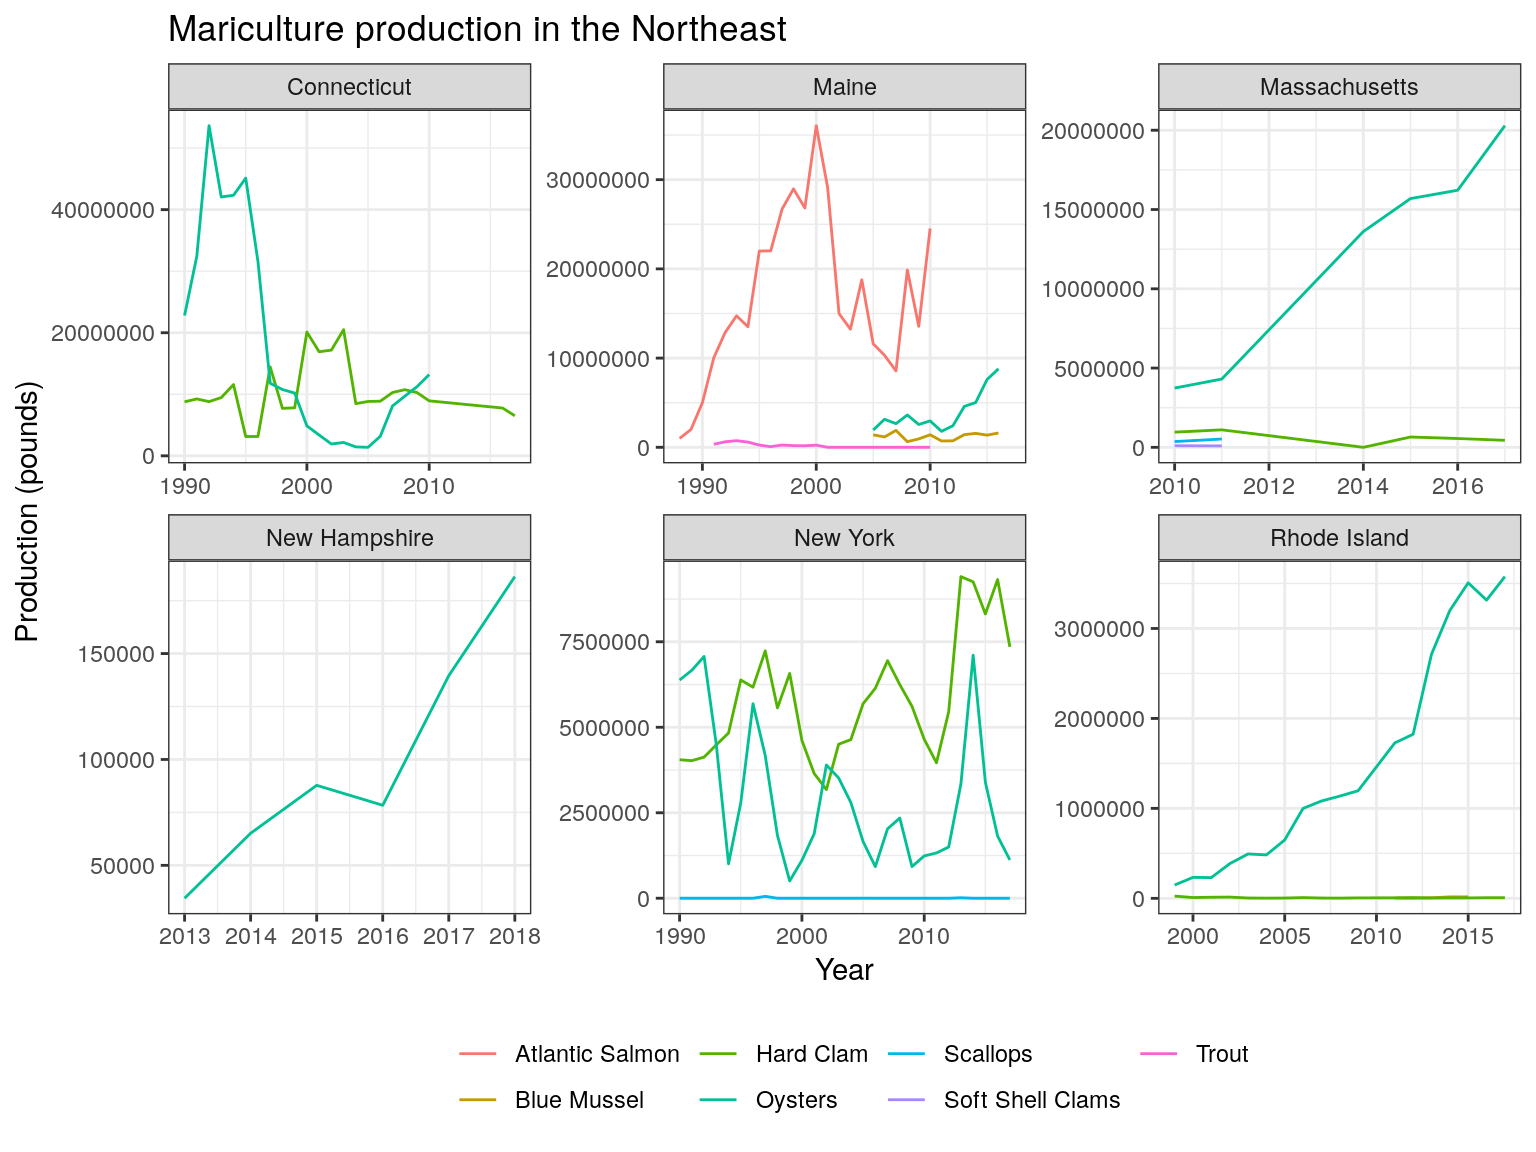 Mariculture production in the Northeast
Connecticut
Maine
Massachusetts
40000000
20000000
0
1990 2000 2010
30000000
20000000
10000000
0
1990 2000 2010
20000000
15000000
10000000
5000000
0
2010 2012 2014 2016
Production (pounds)
New Hampshire
New York
Rhode Island
150000
100000
50000
2013 2014 2015 2016 2017 2018
7500000
5000000
2500000
0
1990 2000 2010
3000000
2000000
1000000
0
2000 2005 2010 2015
Year
Atlantic Salmon Hard Clam Scallops Trout
Blue Mussel Oysters Soft Shell Clams